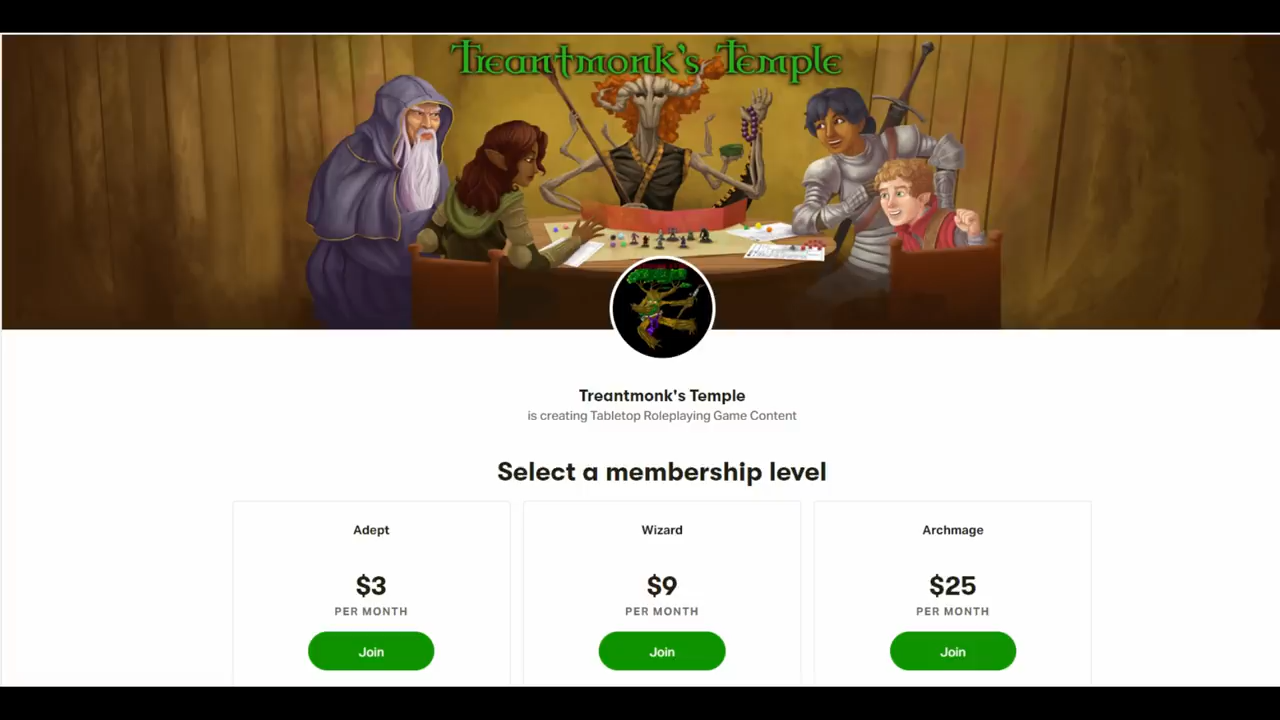 Treantmonk's Temple
Treantmonk's Temple
is creating Tabletop Roleplaying Game Content
Select a membership level
Adept
Wizard
Archmage
$3
$9
$25
PER MONTH
PER MONTH
PER MONTH
Join
Join
Join